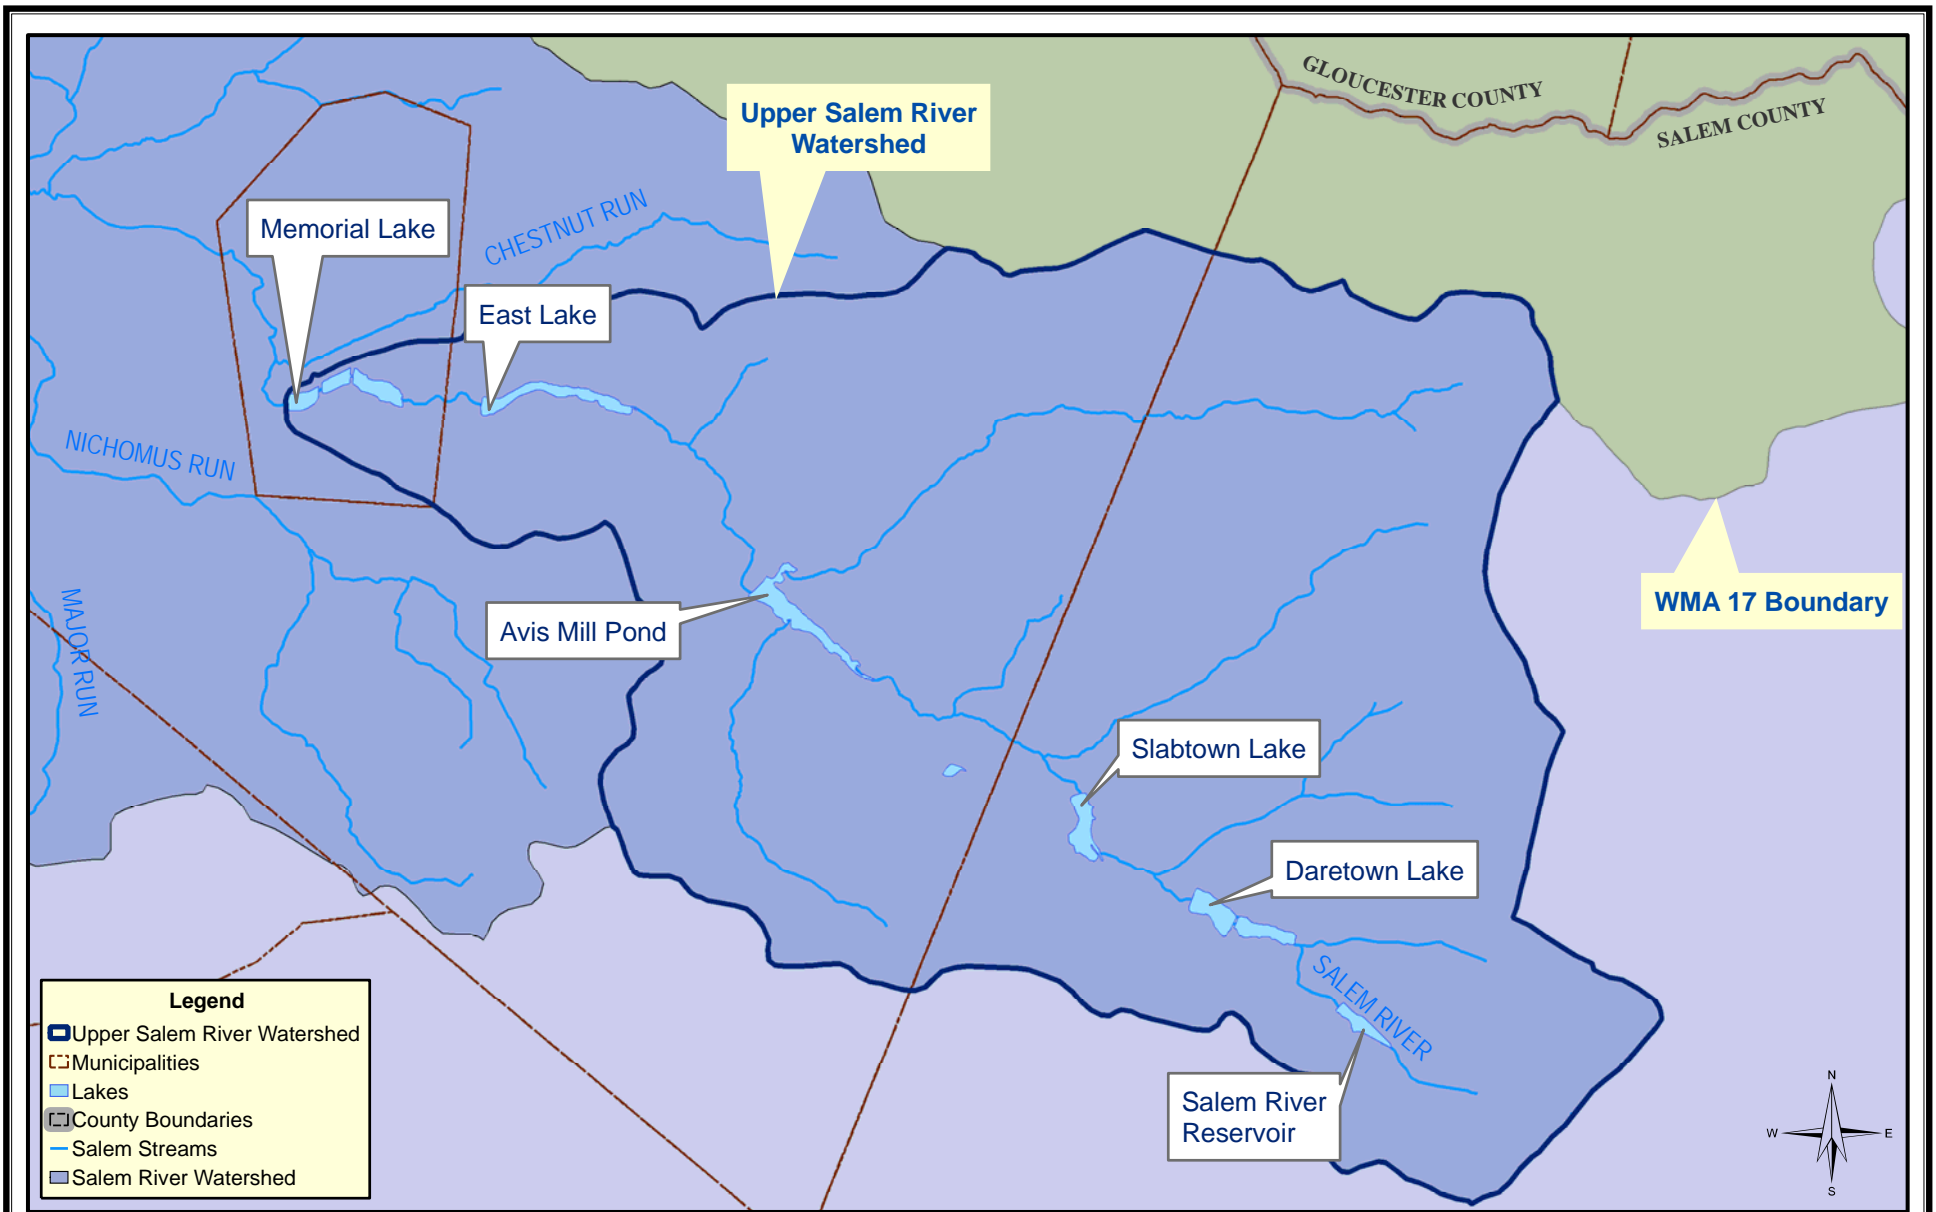 GLOUCESTER COUNTY
SALEM COUNTY
Upper Salem River
Watershed
Memorial Lake
CHESTNUT RUN
East Lake
NICHOMUS RUN
WMA 17 Boundary
Avis Mill Pond
MAJOR RUN
Slabtown Lake
Daretown Lake
SALEM RIVER
Salem River
Reservoir
Legend
Upper Salem River Watershed
Municipalities
Lakes
County Boundaries
Salem Streams
Salem River Watershed
N
W E
S